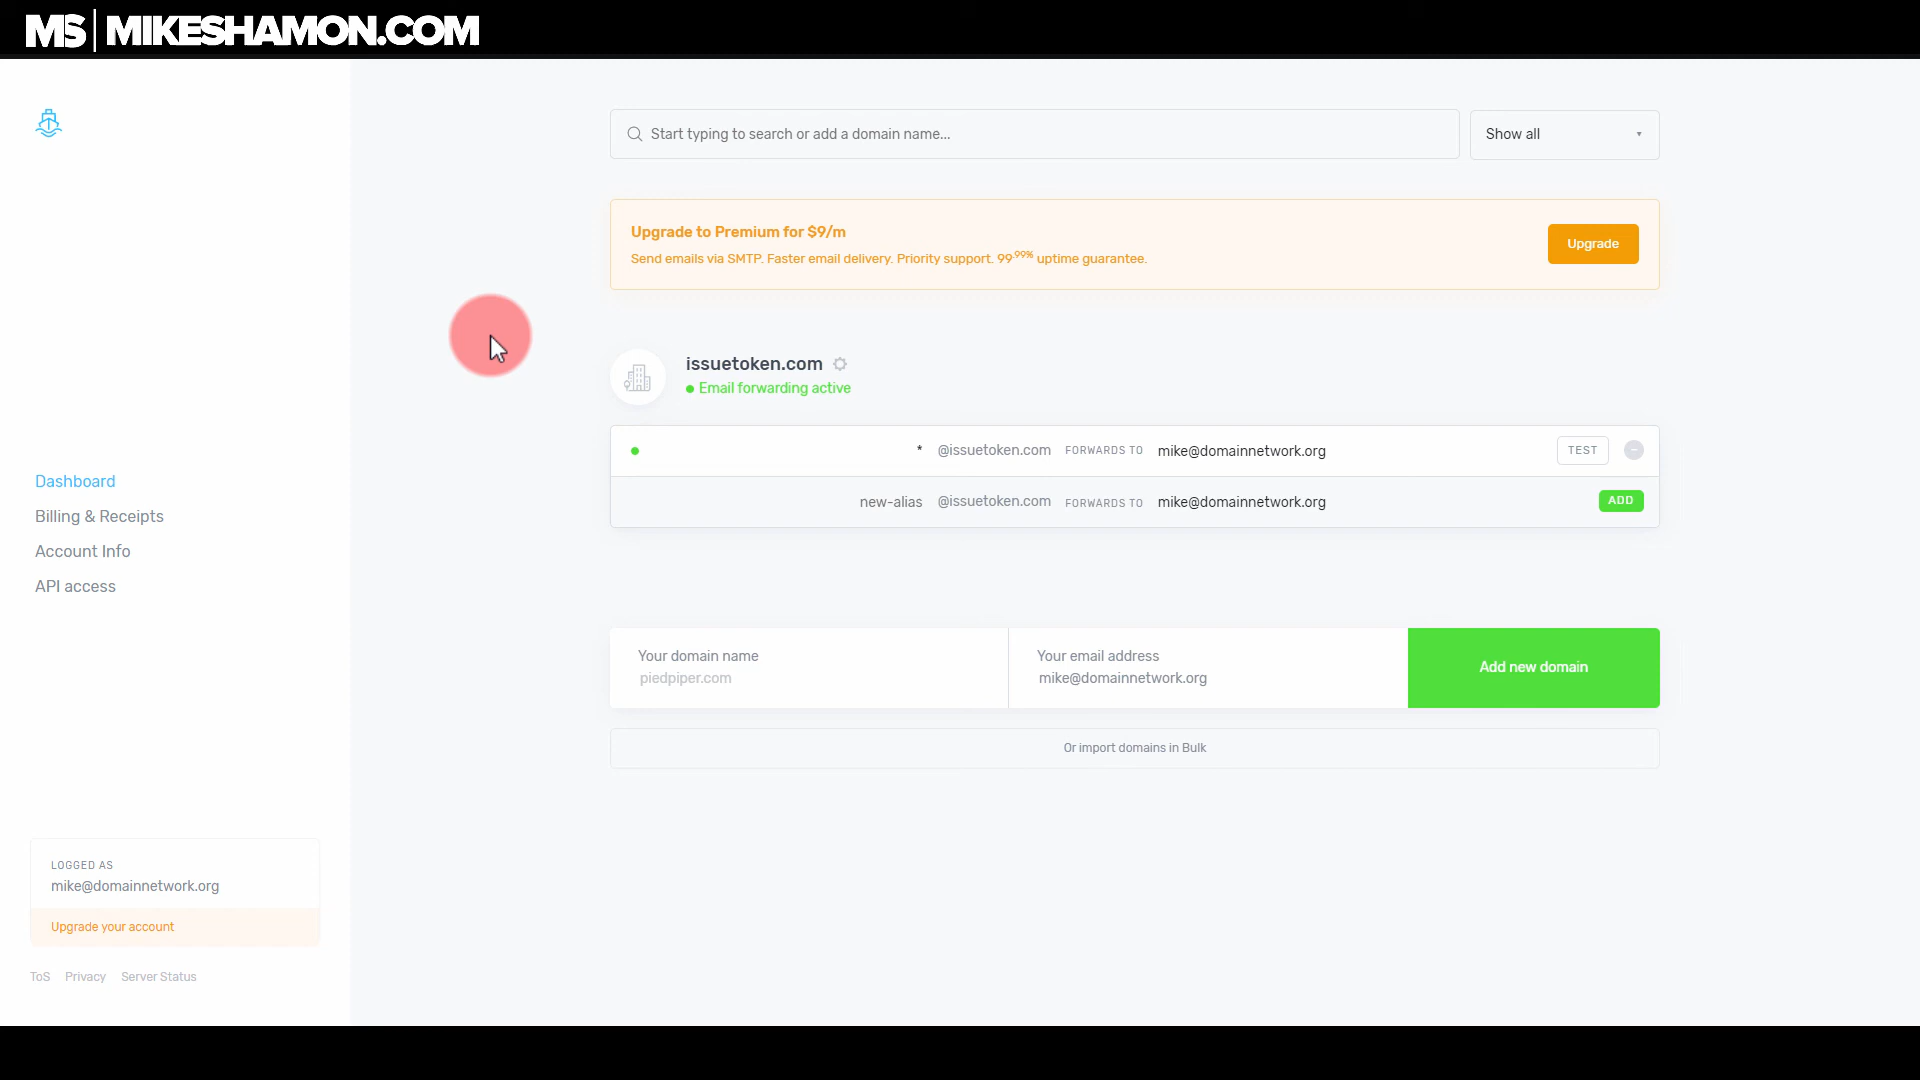 MS | MIKESHAMON.COM
Start typing to search or add a domain name...
Show all
Upgrade to Premium for $9/m
Send emails via SMTP. Faster email delivery. Priority support. 99.99% uptime guarantee.
Upgrade
issuetoken.com
Email forwarding active
* @issuetoken.com FORWARDS TO mike@domainnetwork.org TEST
new-alias @issuetoken.com FORWARDS TO mike@domainnetwork.org ADD
Dashboard
Billing & Receipts
Account Info
API access
Your domain name
piedpiper.com
Your email address
mike@domainnetwork.org
Add new domain
Or import domains in Bulk
LOGGED AS
mike@domainnetwork.org
Upgrade your account
ToS Privacy Server Status